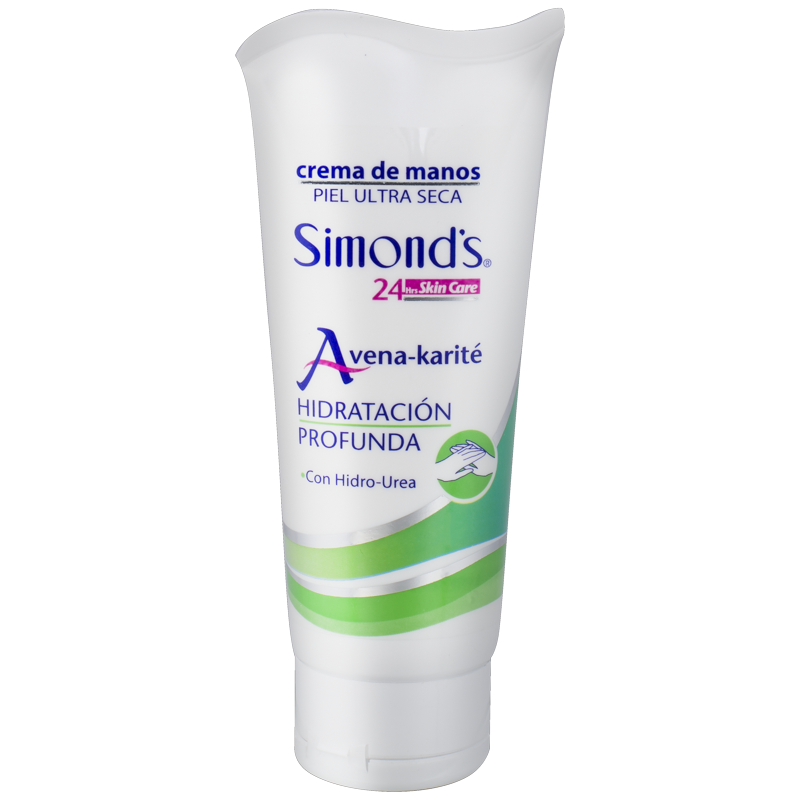 crema de manos
PIEL ULTRA SECA
Simond's®
24 Hrs Skin Care
Avena-karité
HIDRATACIÓN
PROFUNDA
•Con Hidro-Urea